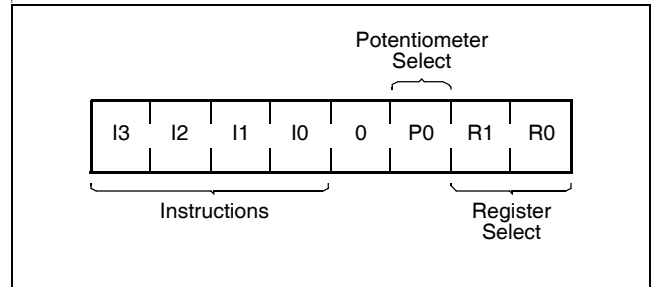 Potentiometer
Select
I3 I2 I1 I0 0 P0 R1 R0
Instructions
Register
Select